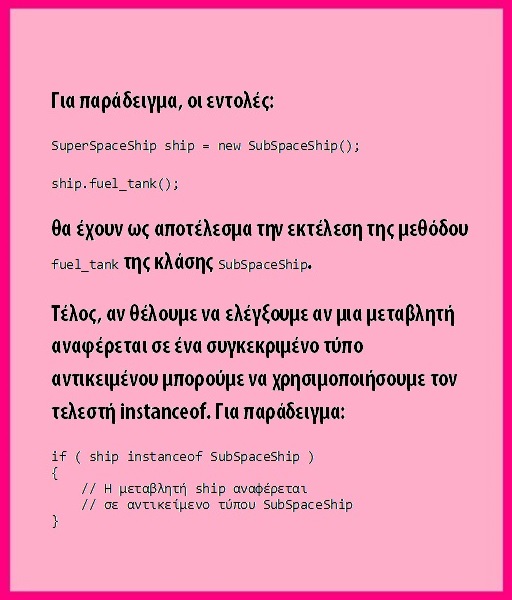 Για παράδειγμα, οι εντολές:
SuperSpaceShip ship = new SubSpaceShip();
ship.fuel_tank();
θα έχουν ως αποτέλεσμα την εκτέλεση της μεθόδου
fuel_tank της κλάσης SubSpaceShip.
Τέλος, αν θέλουμε να ελέγξουμε αν μια μεταβλητή
αναφέρεται σε ένα συγκεκριμένο τύπο
αντικειμένου μπορούμε να χρησιμοποιήσουμε τον
τελεστή instanceof. Για παράδειγμα:
if ( ship instanceof SubSpaceShip )
{
// Η μεταβλητή ship αναφέρεται
// σε αντικείμενο τύπου SubSpaceShip
}